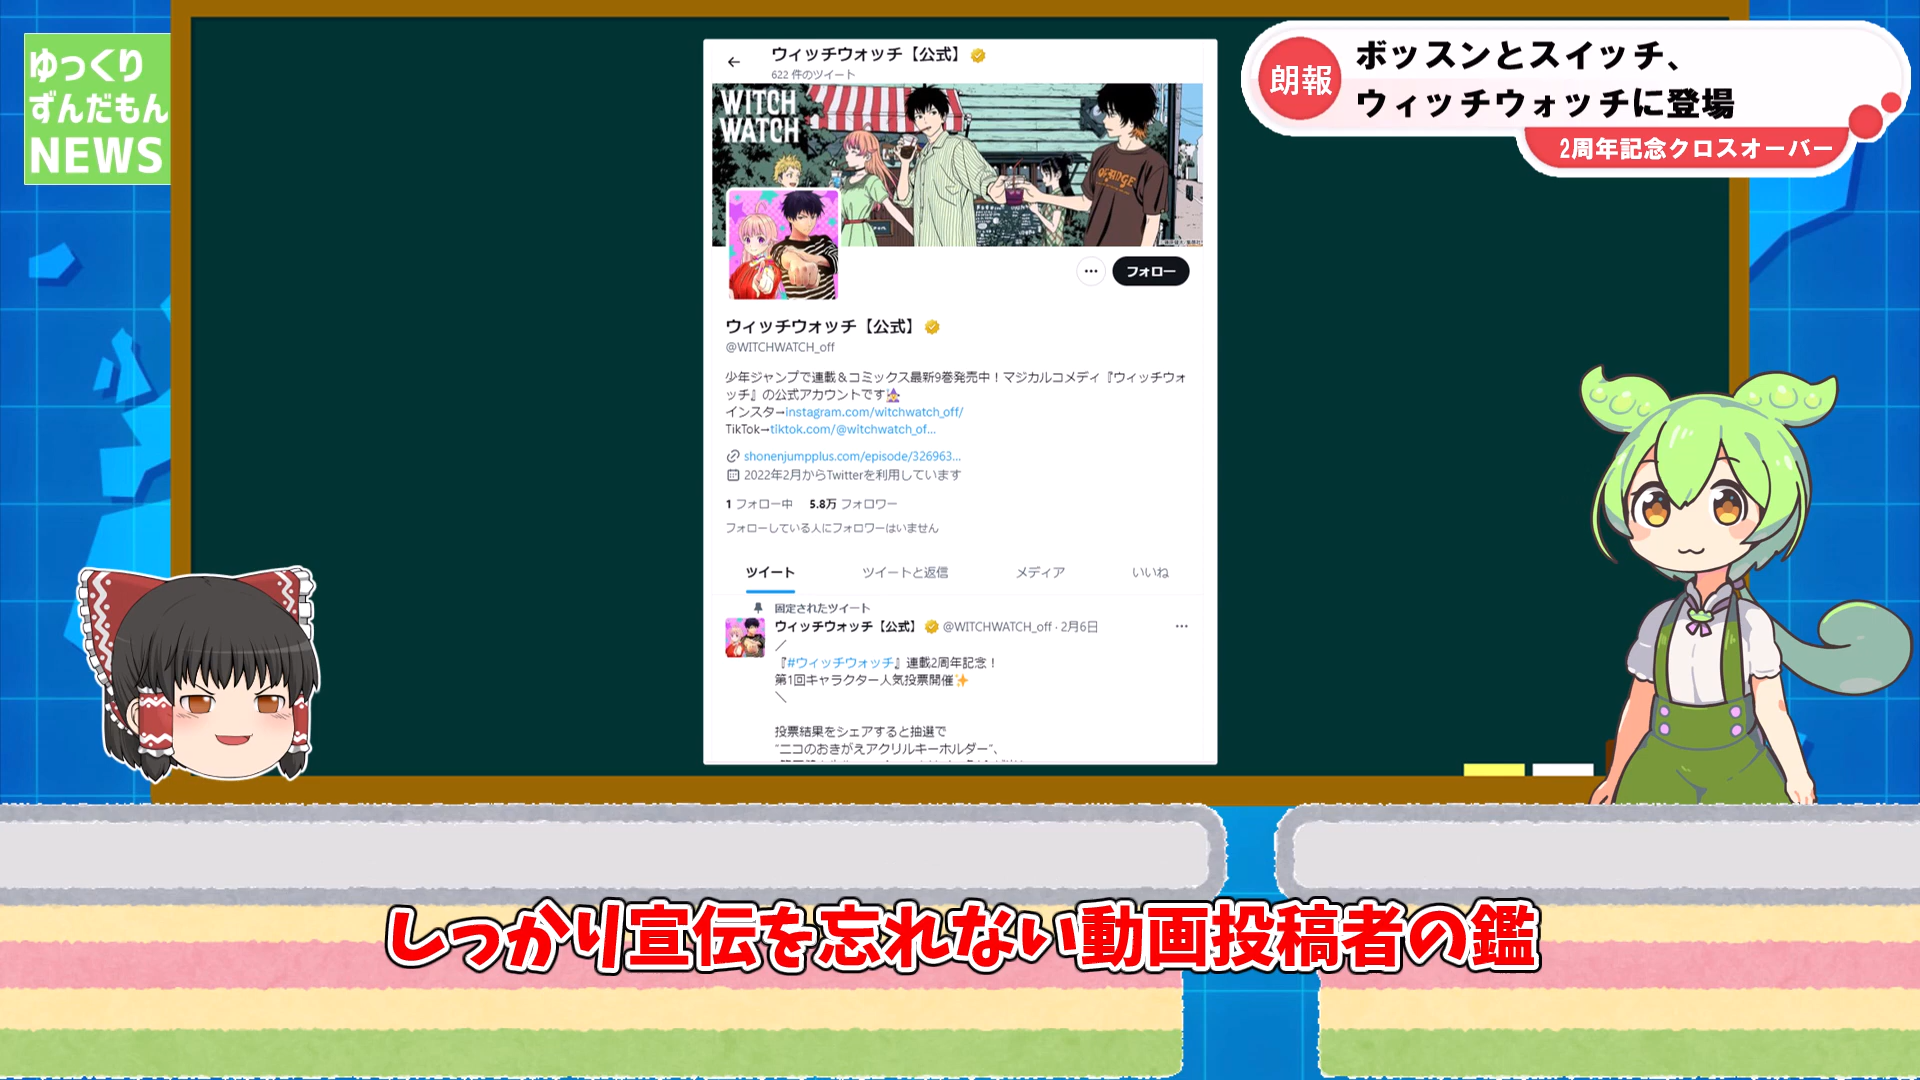 ゆっくり
ずんだもん
NEWS
朗報
ボッスンとスイッチ、
ウィッチウォッチに登場
2周年記念クロスオーバー
ウィッチウォッチ【公式】
622 件のツイート
WITCH
WATCH
フォロー
ウィッチウォッチ【公式】
@WITCHWATCH_off
少年ジャンプで連載＆コミックス最新9巻発売中！マジカルコメディ『ウィッチウォ
ッチ』の公式アカウントです🧙‍♀️
インスタ→instagram.com/witchwatch_off/
TikTok→tiktok.com/@witchwatch_of...
shonenjumpplus.com/episode/326963...
2022年2月からTwitterを利用しています
1 フォロー中 5.8万 フォロワー
フォローしている人にフォロワーはいません
ツイート ツイートと返信 メディア いいね
固定されたツイート
ウィッチウォッチ【公式】 @WITCHWATCH_off · 2月6日
／
『#ウィッチウォッチ』連載2周年記念！
第1回キャラクター人気投票開催✨
＼
投票結果をシェアすると抽選で
“ニコのおきがえアクリルキーホルダー”、
しっかり宣伝を忘れない動画投稿者の鑑